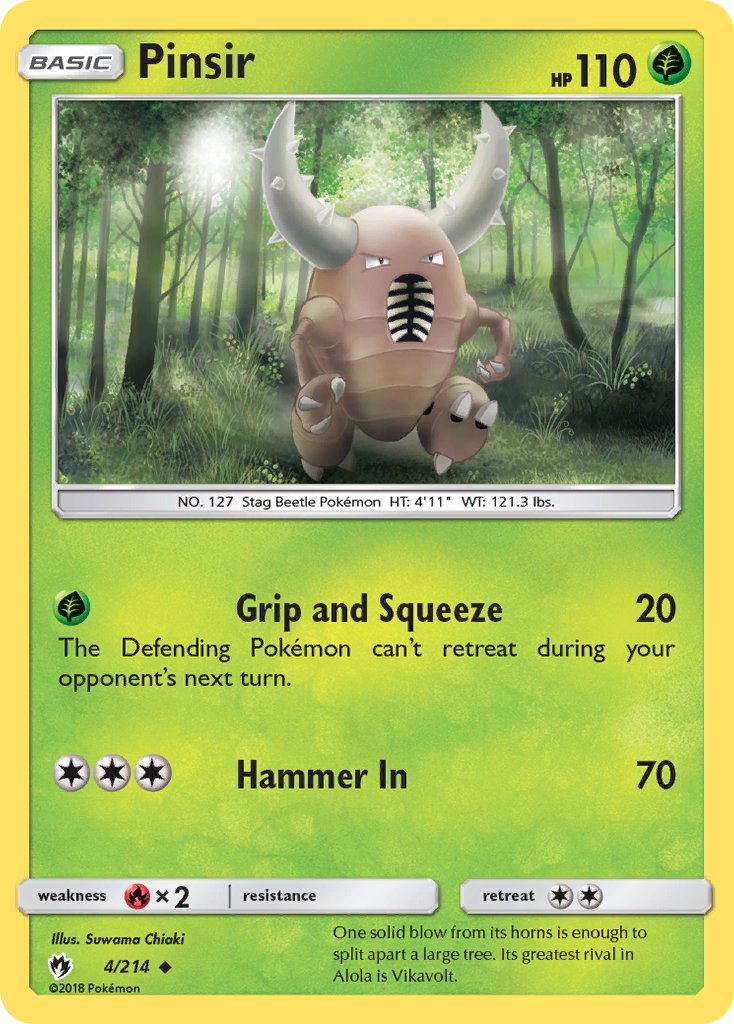 BASIC Pinsir HP 110
NO. 127 Stag Beetle Pokémon HT: 4'11" WT: 121.3 lbs.
Grip and Squeeze 20
The Defending Pokémon can't retreat during your
opponent's next turn.
Hammer In 70
weakness ×2 resistance retreat
Illus. Suwama Chiaki
4/214
©2018 Pokémon
One solid blow from its horns is enough to
split apart a large tree. Its greatest rival in
Alola is Vikavolt.